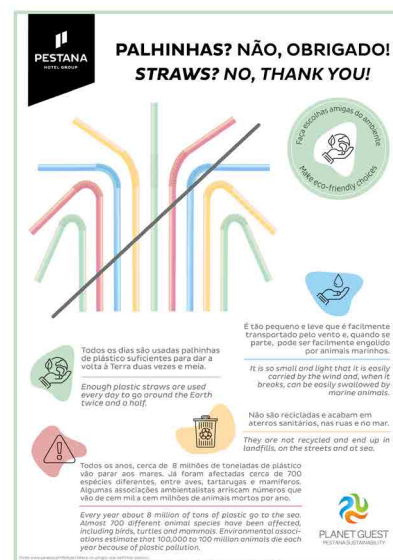 PESTANA
HOTEL GROUP
PALHINHAS? NÃO, OBRIGADO!
STRAWS? NO, THANK YOU!
Faça escolhas amigas do ambiente
Make eco-friendly choices
É tão pequeno e leve que é facilmente
transportado pelo vento e, quando se
parte, pode ser facilmente engolido
por animais marinhos.
It is so small and light that it is easily
carried by the wind and, when it
breaks, can be easily swallowed by
marine animals.
Todos os dias são usadas palhinhas
de plástico suficientes para dar a
volta à Terra duas vezes e meia.
Enough plastic straws are used
every day to go around the Earth
twice and a half.
Não são recicladas e acabam em
aterros sanitários, nas ruas e no mar.
They are not recycled and end up in
landfills, on the streets and at sea.
Todos os anos, cerca de 8 milhões de toneladas de plástico
vão parar aos mares. Já foram afectadas cerca de 700
espécies diferentes, entre aves, tartarugas e mamíferos.
Algumas associações ambientalistas arriscam números que
vão de cem mil a cem milhões de animais mortos por ano.
Every year about 8 million of tons of plastic go to the sea.
Almost 700 different animal species have been affected,
including birds, turtles and mammals. Environmental associ-
ations estimate that 100,000 to 100 million animals die each
year because of plastic pollution.
PLANET GUEST
PESTANA SUSTAINABILITY